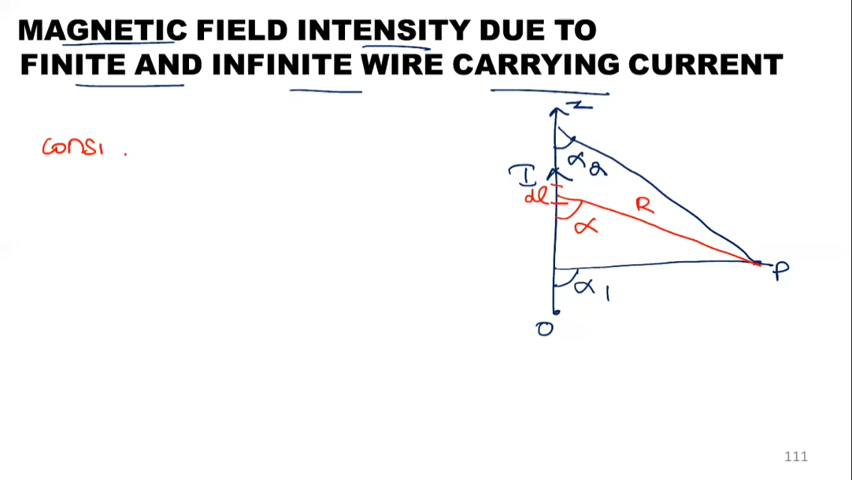 MAGNETIC FIELD INTENSITY DUE TO
FINITE AND INFINITE WIRE CARRYING CURRENT
consi
z
α2
I
dl
R
α
P
α1
O
111